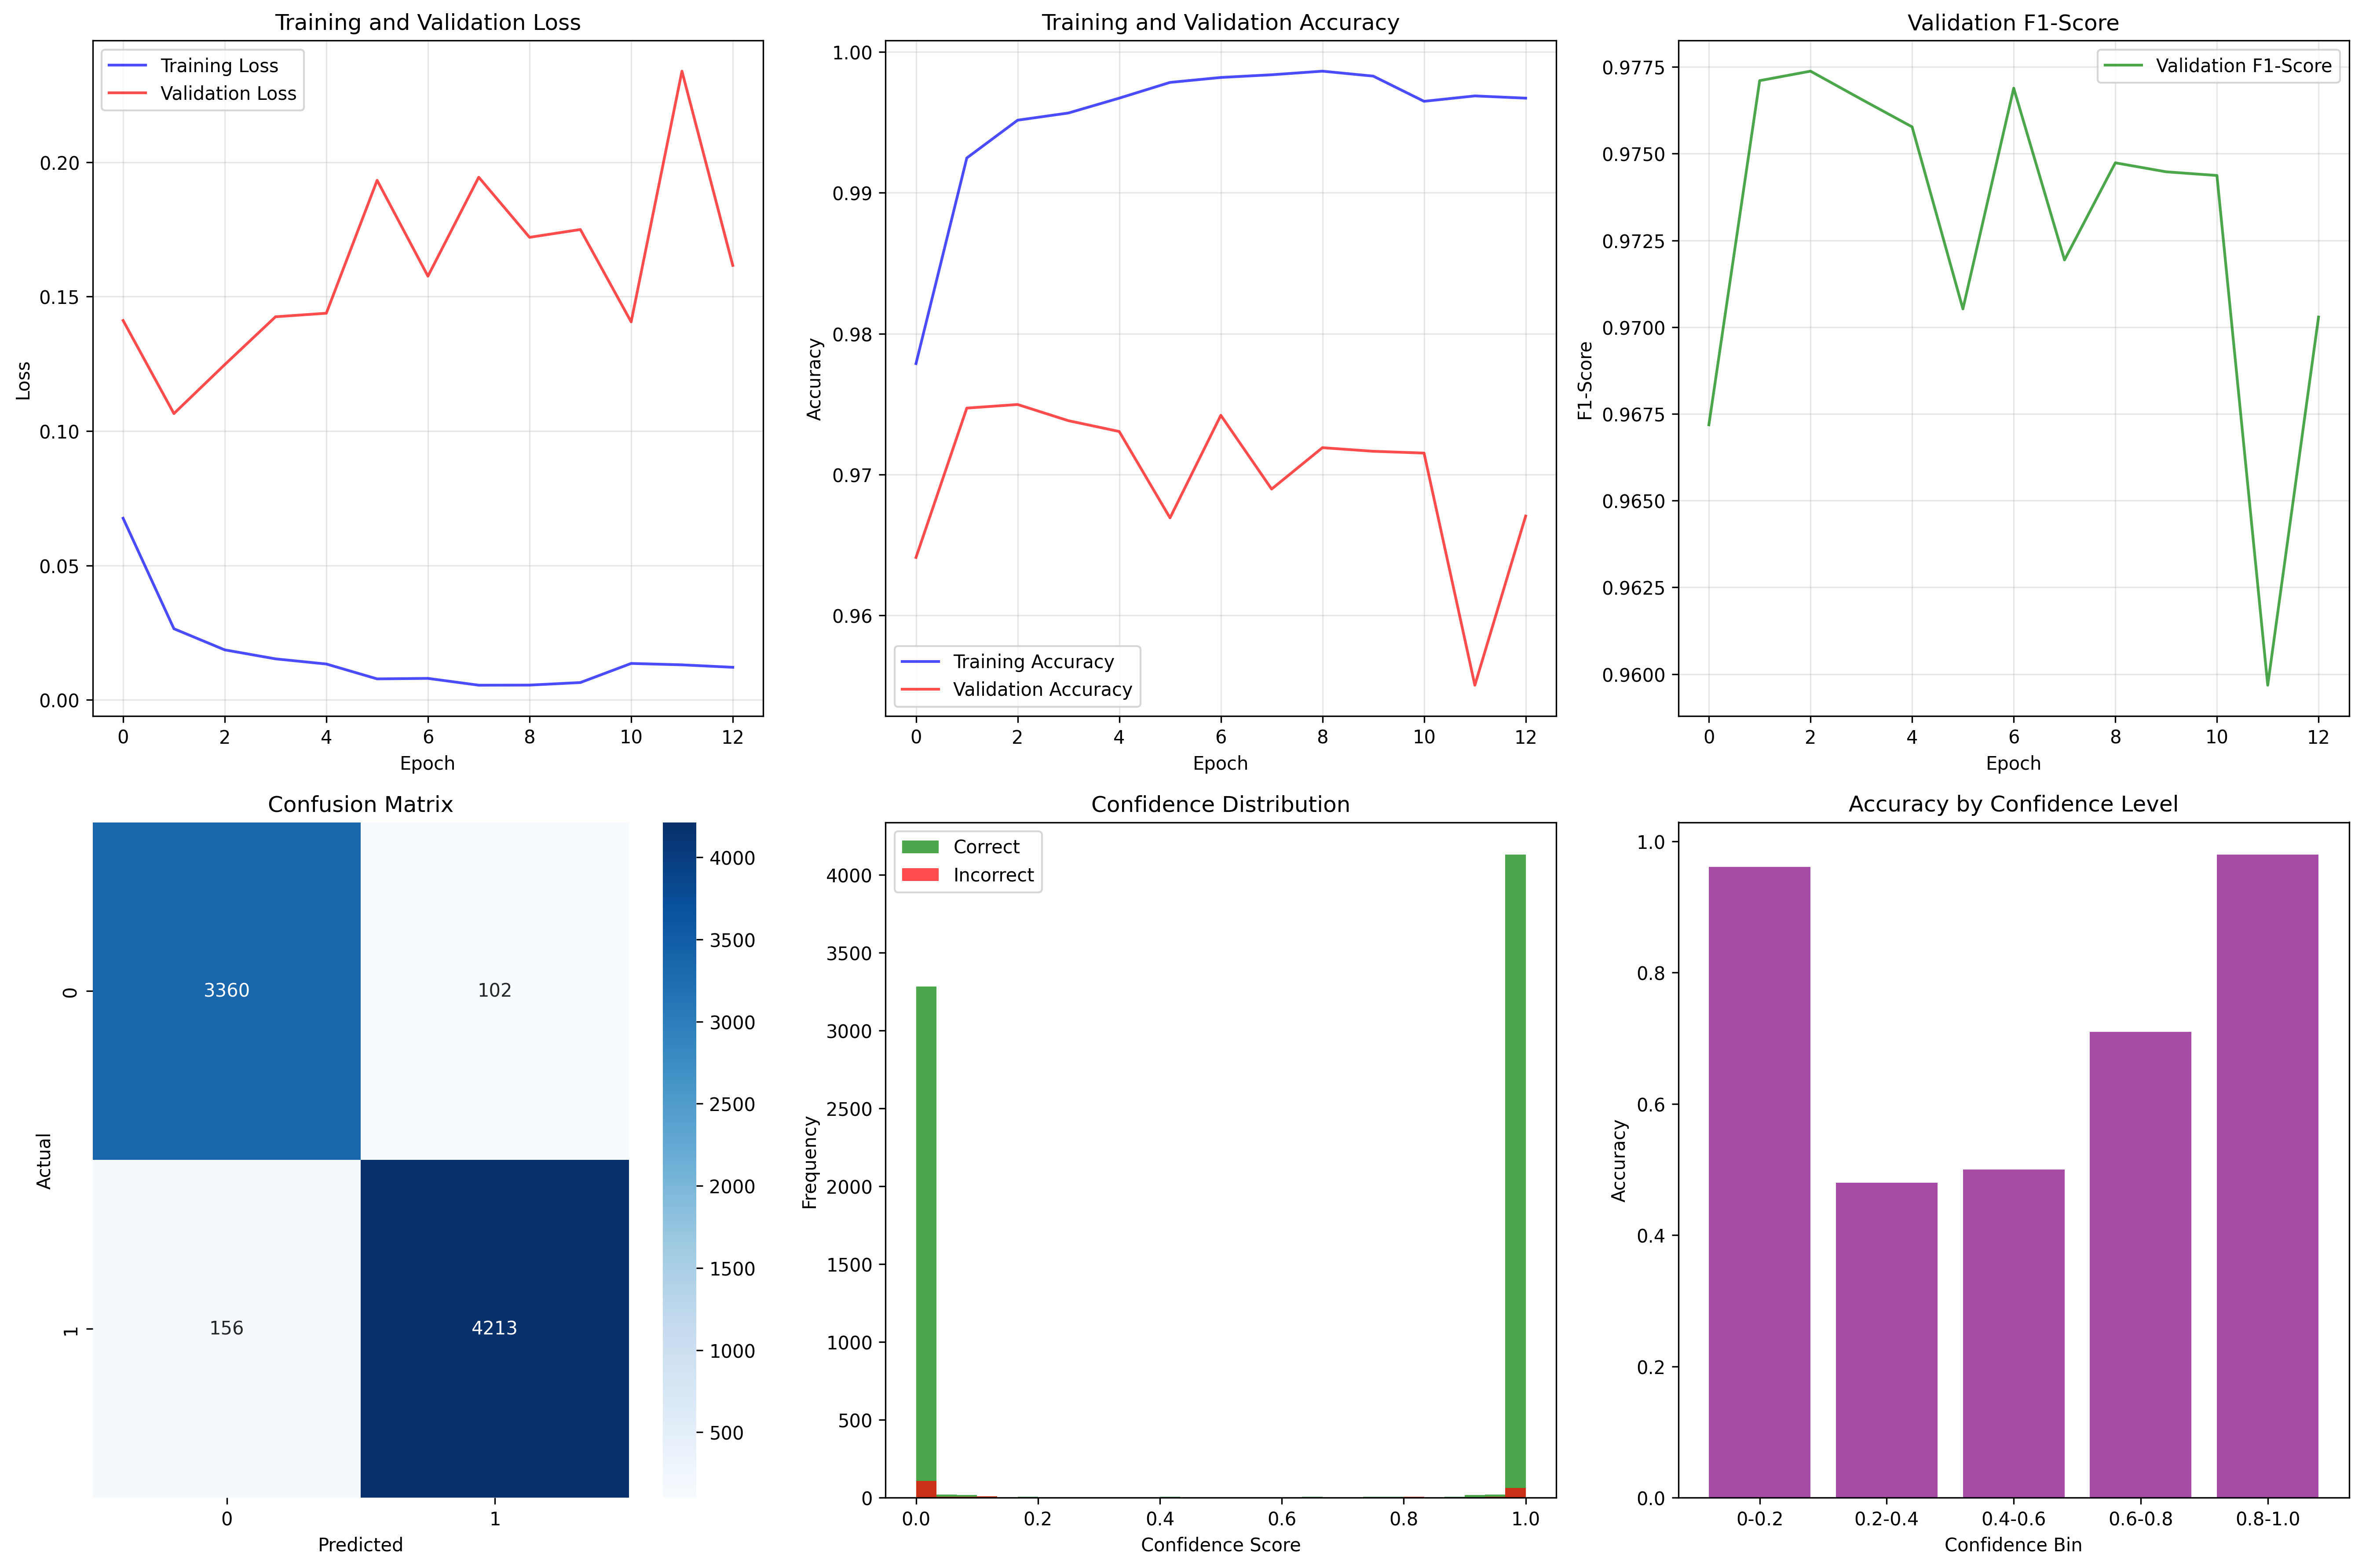 Training and Validation Loss
Training Loss
Validation Loss
0.20
0.15
0.10
0.05
0.00
Loss
0 2 4 6 8 10 12
Epoch
Training and Validation Accuracy
1.00
0.99
0.98
0.97
0.96
Accuracy
Training Accuracy
Validation Accuracy
0 2 4 6 8 10 12
Epoch
Validation F1-Score
Validation F1-Score
0.9775
0.9750
0.9725
0.9700
0.9675
0.9650
0.9625
0.9600
F1-Score
0 2 4 6 8 10 12
Epoch
Confusion Matrix
Actual
0
3360 102
1
156 4213
0 1
Predicted
4000
3500
3000
2500
2000
1500
1000
500
Confidence Distribution
Correct
Incorrect
4000
3500
3000
2500
2000
1500
1000
500
0
Frequency
0.0 0.2 0.4 0.6 0.8 1.0
Confidence Score
Accuracy by Confidence Level
1.0
0.8
0.6
0.4
0.2
0.0
Accuracy
0-0.2 0.2-0.4 0.4-0.6 0.6-0.8 0.8-1.0
Confidence Bin